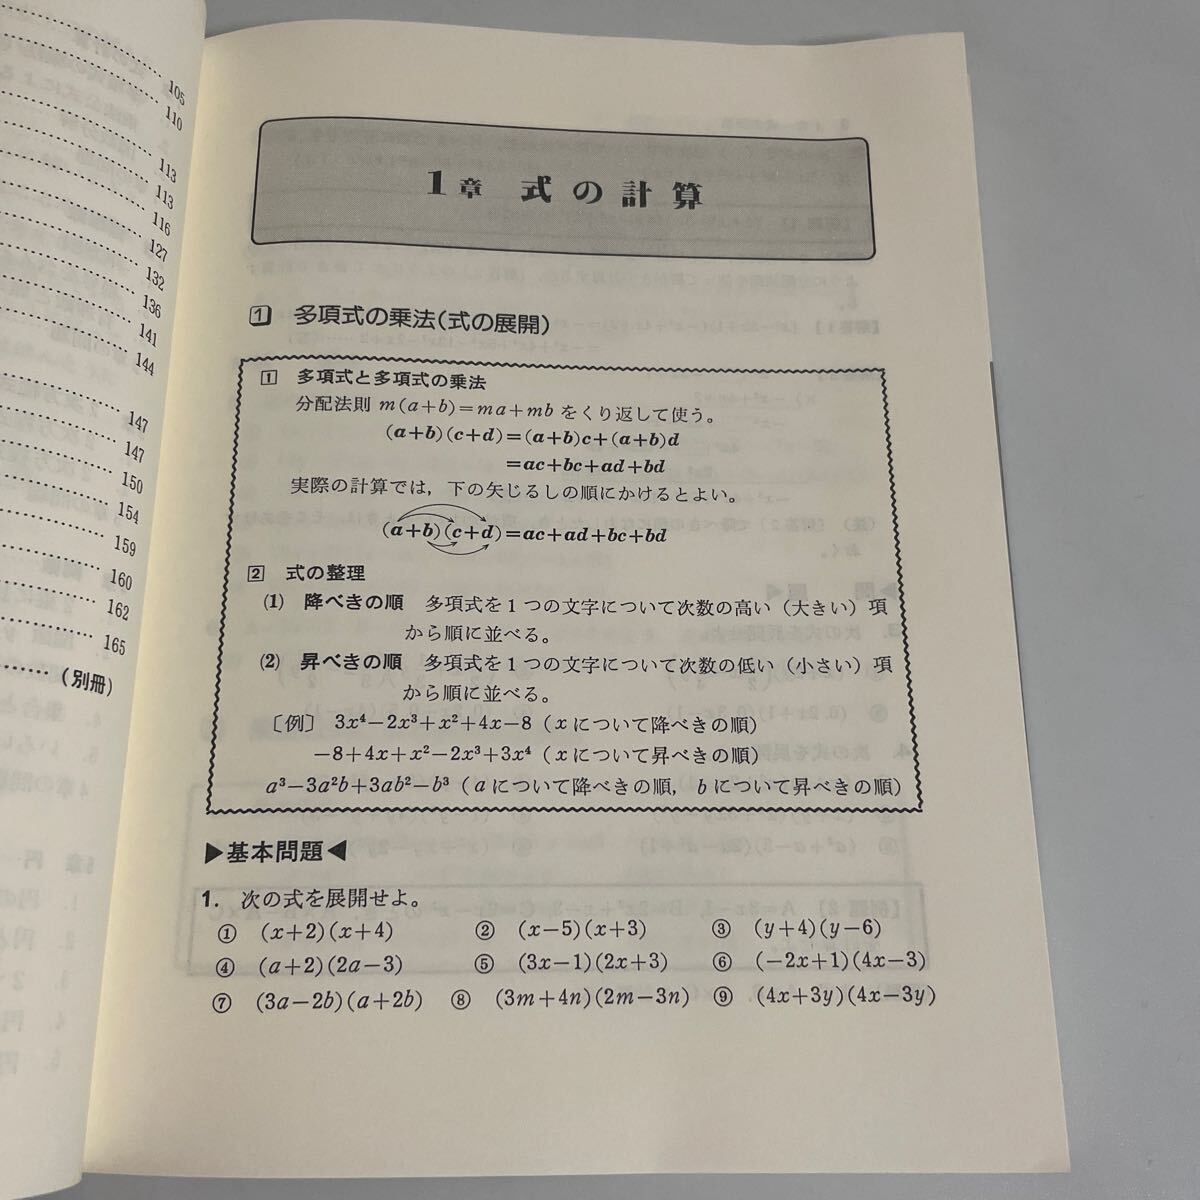 105
110
113
113
116
127
132
136
141
144
147
147
150
154
159
160
162
165
(別冊)
1章 式の計算
1 多項式の乗法(式の展開)
1 多項式と多項式の乗法
分配法則 m(a+b)=ma+mb をくり返して使う。
(a+b)(c+d)=(a+b)c+(a+b)d
=ac+bc+ad+bd
実際の計算では,下の矢じるしの順にかけるとよい。
(a+b)(c+d)=ac+ad+bc+bd
2 式の整理
(1) 降べきの順 多項式を1つの文字について次数の高い(大きい)項
から順に並べる。
(2) 昇べきの順 多項式を1つの文字について次数の低い(小さい)項
から順に並べる。
〔例〕 3x⁴−2x³+x²+4x−8(xについて降べきの順)
−8+4x+x²−2x³+3x⁴(xについて昇べきの順)
a³−3a²b+3ab²−b³(aについて降べきの順,bについて昇べきの順)
▶基本問題◀
1. 次の式を展開せよ。
① (x+2)(x+4) ② (x−5)(x+3) ③ (y+4)(y−6)
④ (a+2)(2a−3) ⑤ (3x−1)(2x+3) ⑥ (−2x+1)(4x−3)
⑦ (3a−2b)(a+2b) ⑧ (3m+4n)(2m−3n) ⑨ (4x+3y)(4x−3y)